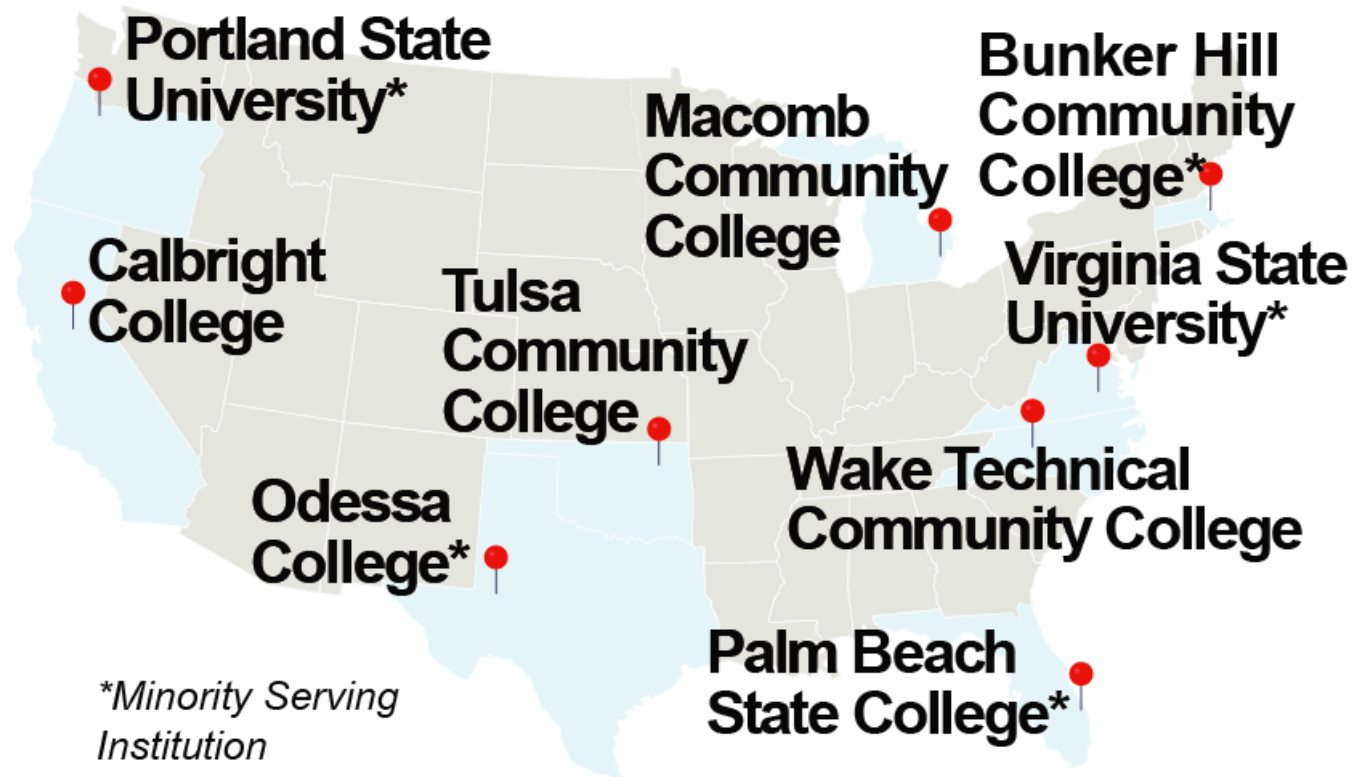 Portland State
University*
Bunker Hill
Community
College*
Macomb
Community
College
Calbright
College
Tulsa
Community
College
Virginia State
University*
Odessa
College*
Wake Technical
Community College
Palm Beach
State College*
*Minority Serving
Institution